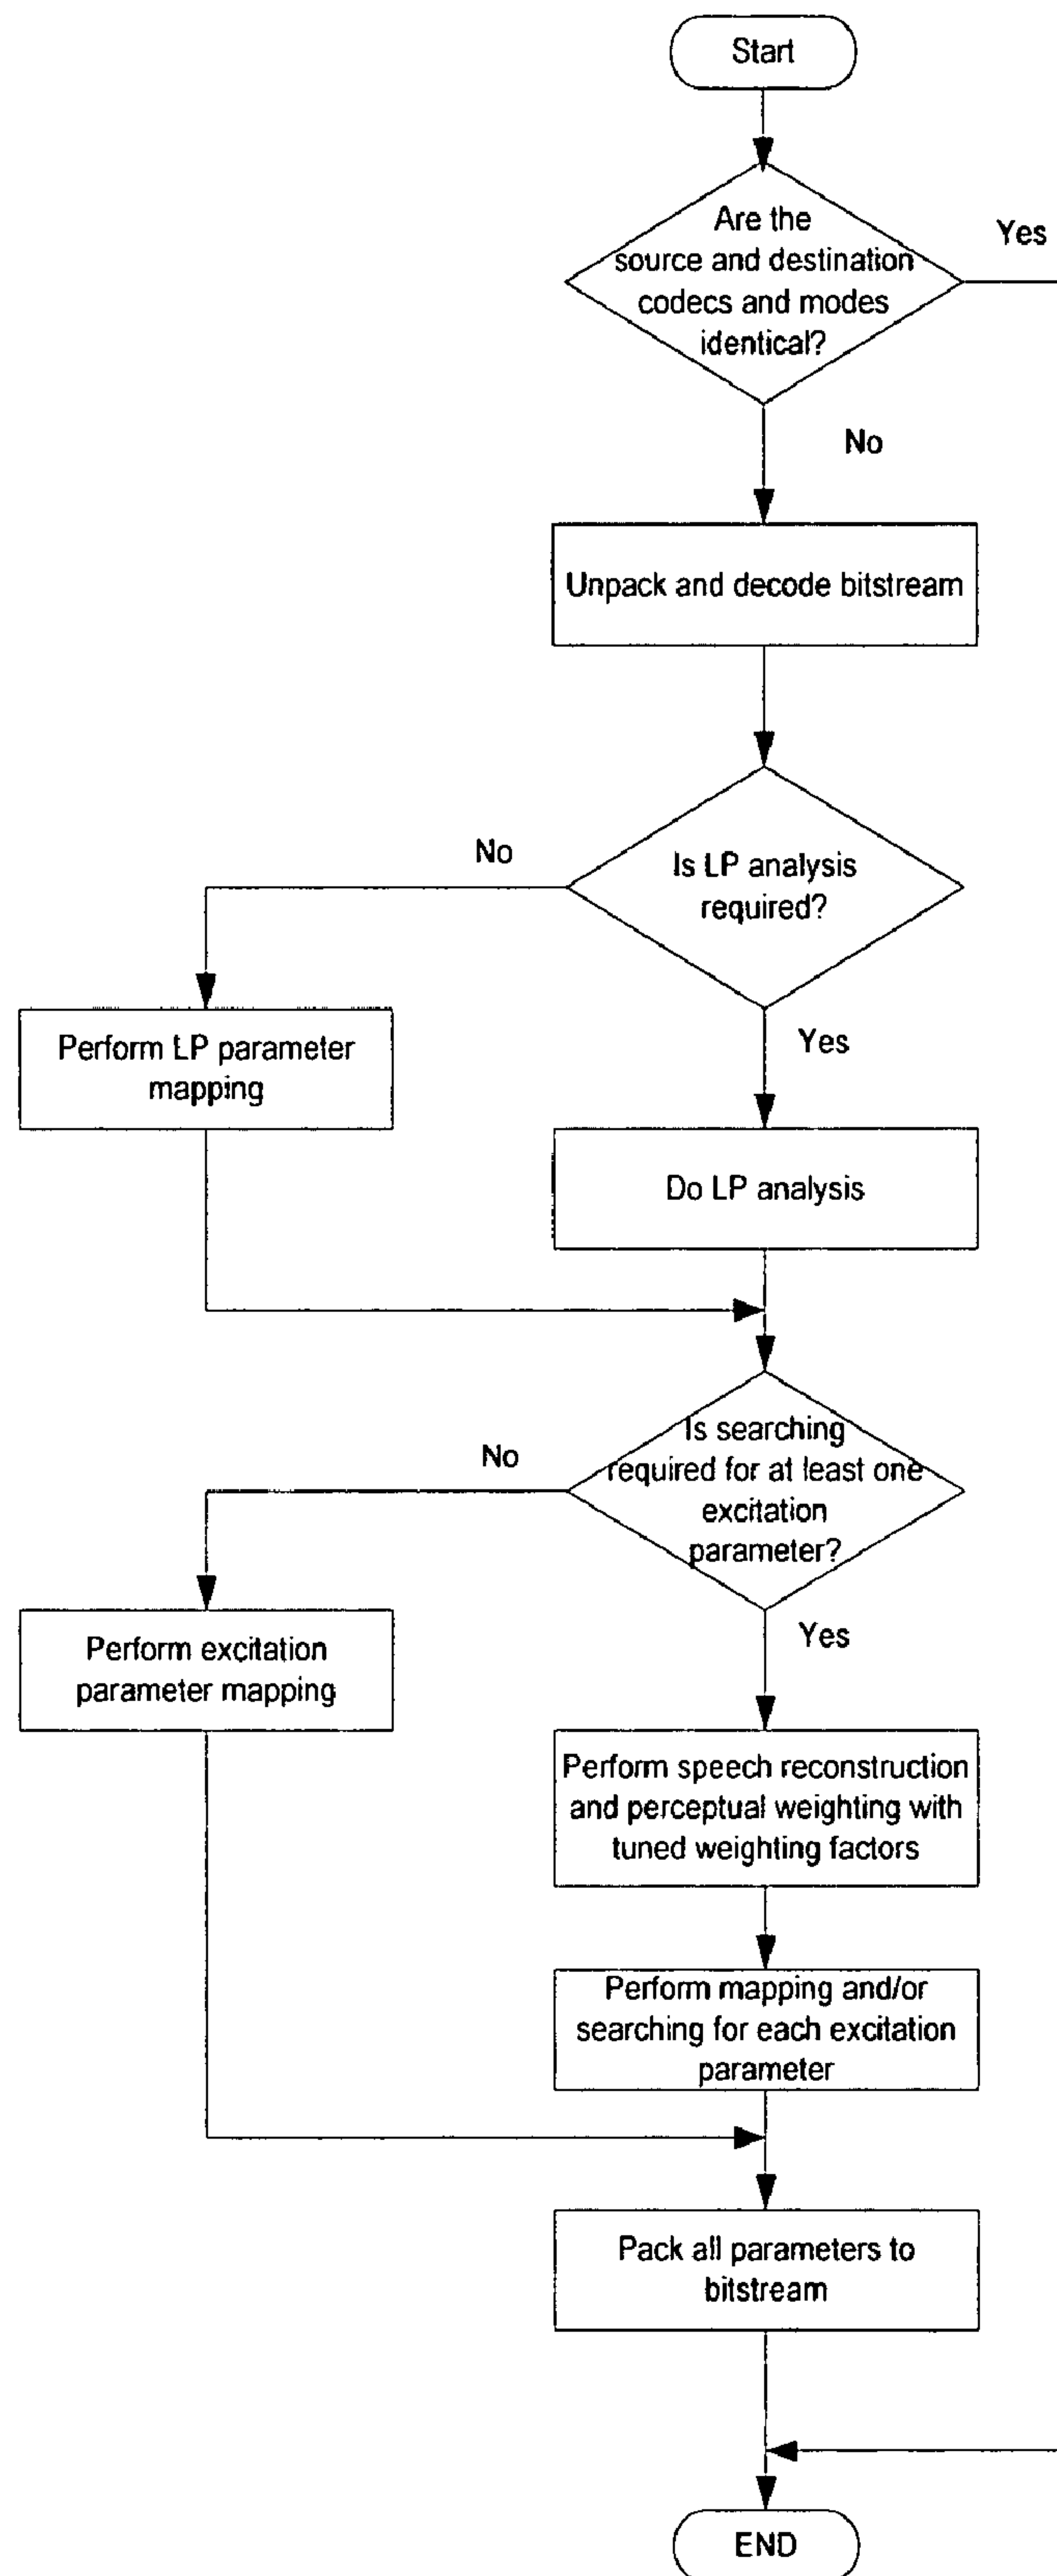 Start
Are the
source and destination
codecs and modes
identical?
Yes
No
Unpack and decode bitstream
Is LP analysis
required?
No
Yes
Perform LP parameter
mapping
Do LP analysis
Is searching
required for at least one
excitation
parameter?
No
Yes
Perform excitation
parameter mapping
Perform speech reconstruction
and perceptual weighting with
tuned weighting factors
Perform mapping and/or
searching for each excitation
parameter
Pack all parameters to
bitstream
END